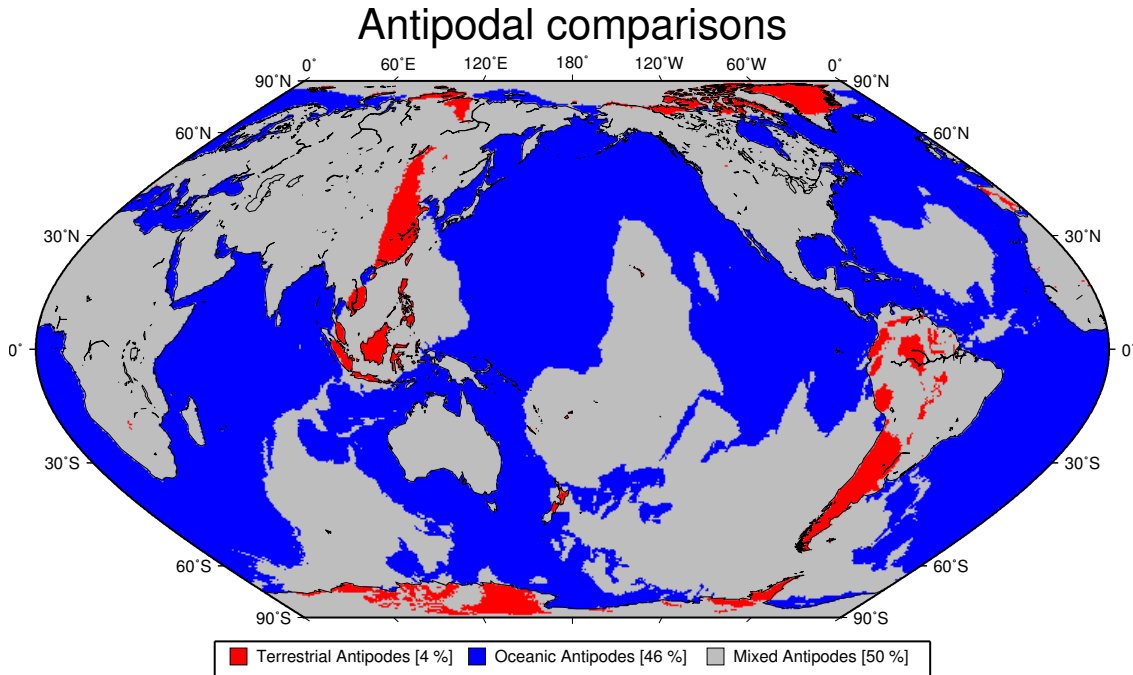 Antipodal comparisons
0˚ 60˚E 120˚E 180˚ 120˚W 60˚W 0˚
90˚N 90˚N
60˚N 60˚N
30˚N 30˚N
0˚ 0˚
30˚S 30˚S
60˚S 60˚S
90˚S 90˚S
Terrestrial Antipodes [4 %] Oceanic Antipodes [46 %] Mixed Antipodes [50 %]